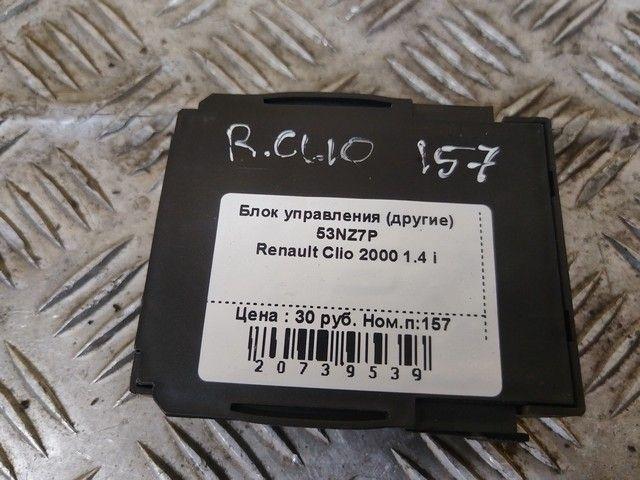 R.CLIO 157
Блок управления (другие)
53NZ7P
Renault Clio 2000 1.4 i
Цена : 30 руб. Ном.п:157
20739539